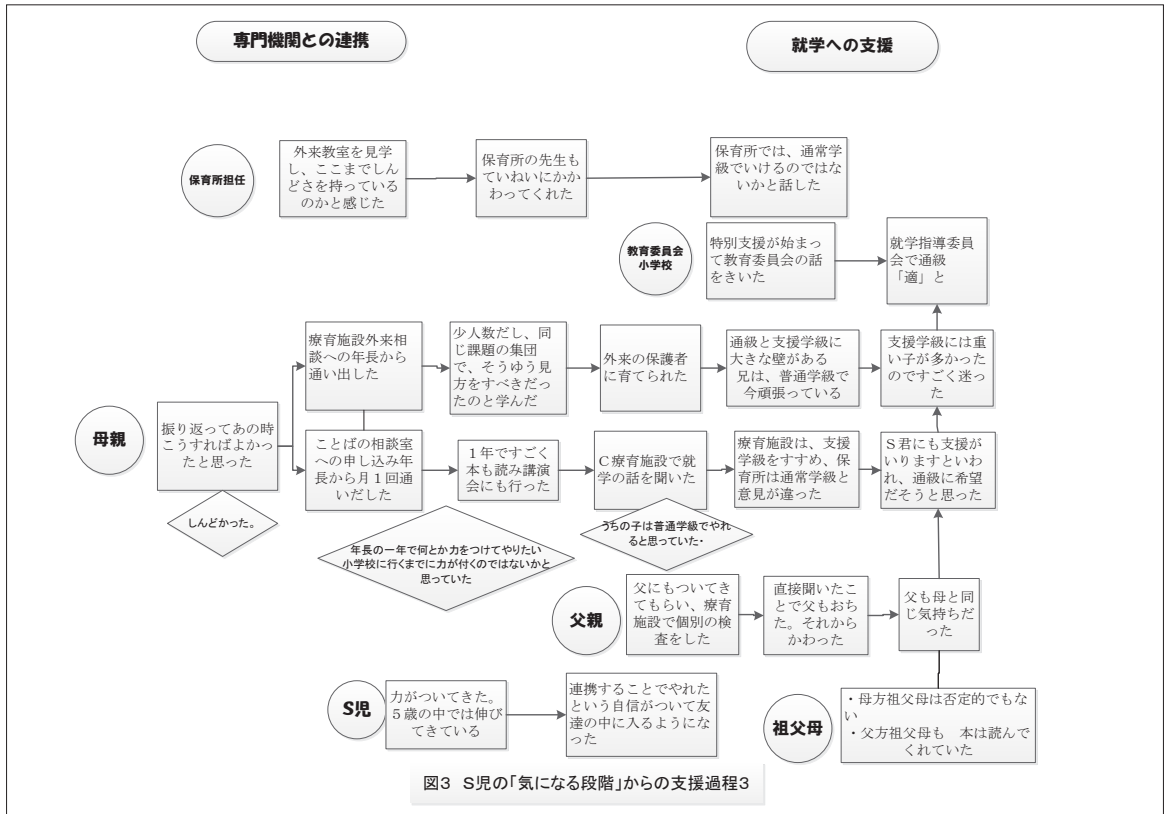 専門機関との連携
就学への支援
保育所担任
外来教室を見学
し、ここまでしん
どさを持っている
のかと感じた
保育所の先生も
ていねいにかか
わってくれた
保育所では、通常学
級でいけるのではな
いかと話した
教育委員会
小学校
特別支援が始まっ
て教育委員会の話
をきいた
就学指導委員
会で通級
「適」と
母親
振り返ってあの時
こうすればよかっ
たと思った
しんどかった。
療育施設外来相
談への年長から
通い出した
少人数だし、同
じ課題の集団
で、そうゆう見
方をすべきだっ
たのと学んだ
外来の保護者
に育てられた
通級と支援学級に
大きな壁がある
兄は、普通学級で
今頑張っている
支援学級には重
い子が多かった
のですごく迷っ
た
ことばの相談室
への申し込み年
長から月１回通
いだした
１年ですごく
本も読み講演
会にも行った
Ｃ療育施設で就
学の話を聞いた
療育施設は、支援
学級をすすめ、保
育所は通常学級と
意見が違った
Ｓ君にも支援が
いりますといわ
れ、通級に希望
だそうと思った
年長の一年で何とか力をつけてやりたい
小学校に行くまでに力が付くのではないかと
思っていた
うちの子は普通学級でやれ
ると思っていた・
父親
父にもついてき
てもらい、療育
施設で個別の検
査をした
直接聞いたこ
とで父もおち
た。それから
かわった
父も母と同
じ気持ちだ
った
S児
力がついてきた。
５歳の中では伸び
てきている
連携することでやれた
という自信がついて友
達の中に入るようにな
った
祖父母
・母方祖父母は否定的でもな
い
・父方祖父母も　本は読んで
くれていた
図3　S児の「気になる段階」からの支援過程3